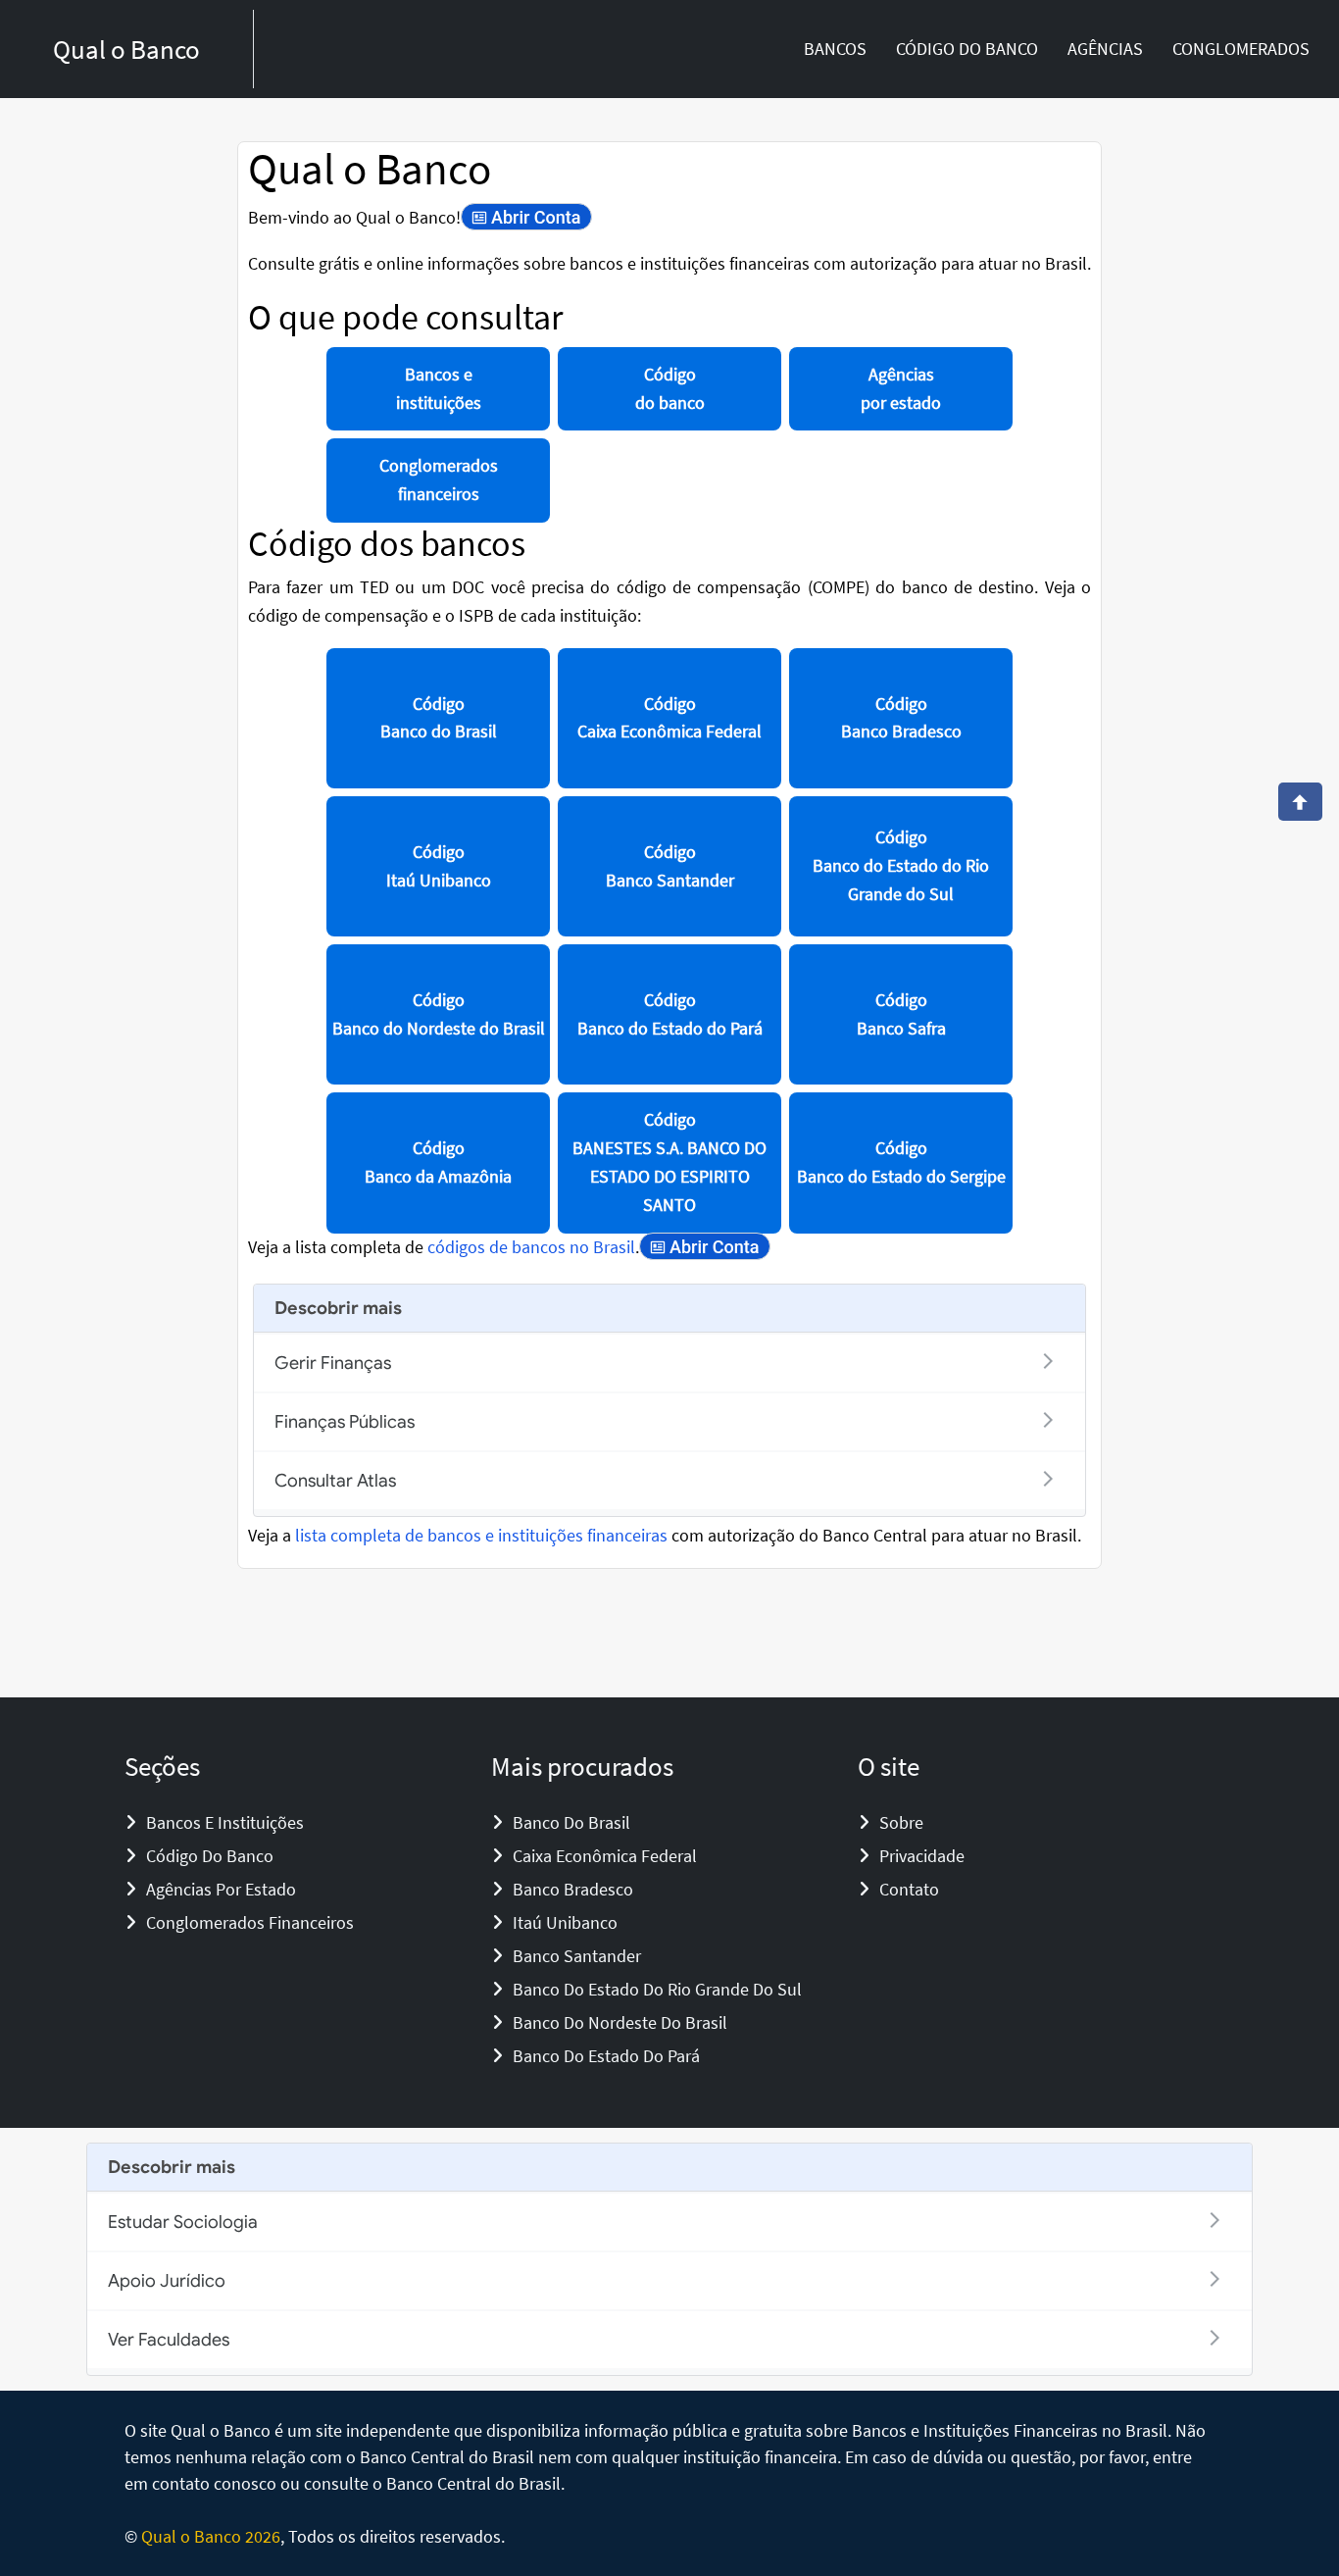 Qual o Banco
BANCOS CÓDIGO DO BANCO AGÊNCIAS CONGLOMERADOS
Qual o Banco
Bem-vindo ao Qual o Banco! Abrir Conta
Consulte grátis e online informações sobre bancos e instituições financeiras com autorização para atuar no Brasil.
O que pode consultar
Bancos e
instituições
Código
do banco
Agências
por estado
Conglomerados
financeiros
Código dos bancos
Para fazer um TED ou um DOC você precisa do código de compensação (COMPE) do banco de destino. Veja o
código de compensação e o ISPB de cada instituição:
Código
Banco do Brasil
Código
Caixa Econômica Federal
Código
Banco Bradesco
Código
Itaú Unibanco
Código
Banco Santander
Código
Banco do Estado do Rio
Grande do Sul
Código
Banco do Nordeste do Brasil
Código
Banco do Estado do Pará
Código
Banco Safra
Código
Banco da Amazônia
Código
BANESTES S.A. BANCO DO
ESTADO DO ESPIRITO
SANTO
Código
Banco do Estado do Sergipe
Veja a lista completa de códigos de bancos no Brasil. Abrir Conta
Descobrir mais
Gerir Finanças
Finanças Públicas
Consultar Atlas
Veja a lista completa de bancos e instituições financeiras com autorização do Banco Central para atuar no Brasil.
Seções
Bancos E Instituições
Código Do Banco
Agências Por Estado
Conglomerados Financeiros
Mais procurados
Banco Do Brasil
Caixa Econômica Federal
Banco Bradesco
Itaú Unibanco
Banco Santander
Banco Do Estado Do Rio Grande Do Sul
Banco Do Nordeste Do Brasil
Banco Do Estado Do Pará
O site
Sobre
Privacidade
Contato
Descobrir mais
Estudar Sociologia
Apoio Jurídico
Ver Faculdades
O site Qual o Banco é um site independente que disponibiliza informação pública e gratuita sobre Bancos e Instituições Financeiras no Brasil. Não
temos nenhuma relação com o Banco Central do Brasil nem com qualquer instituição financeira. Em caso de dúvida ou questão, por favor, entre
em contato conosco ou consulte o Banco Central do Brasil.
© Qual o Banco 2026, Todos os direitos reservados.